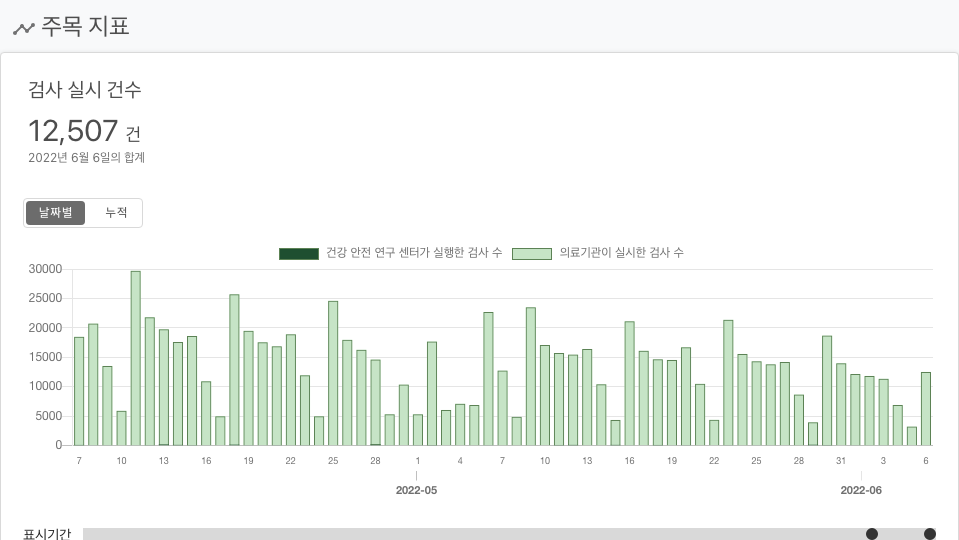 주목 지표
검사 실시 건수
12,507 건
2022년 6월 6일의 합계
날짜별 누적
건강 안전 연구 센터가 실행한 검사 수 의료기관이 실시한 검사 수
30000
25000
20000
15000
10000
5000
0
7 10 13 16 19 22 25 28 1 4 7 10 13 16 19 22 25 28 31 3 6
2022-05 2022-06
표시기간